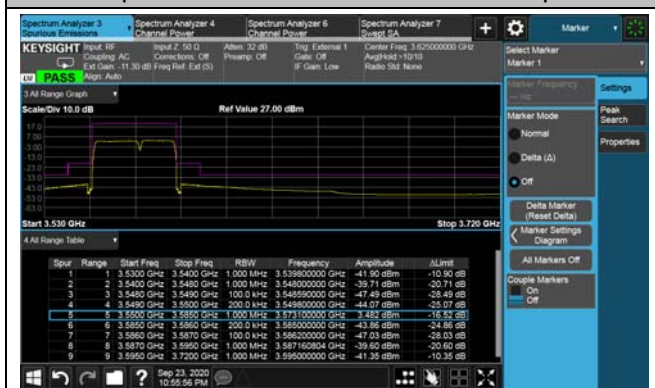 Spectrum Analyzer 3
Spurious Emissions
Spectrum Analyzer 4
Channel Power
Spectrum Analyzer 6
Channel Power
Spectrum Analyzer 7
Swept SA
Marker
KEYSIGHT
Input: RF
Coupling: AC
Ext Gain: -11.30 dB
Align: Auto
Input Z: 50 Ω
Corrections: Off
Freq Ref: Ext (S)
Atten: 32 dB
Preamp: Off
Trig: External 1
Gate: Off
IF Gain: Low
Center Freq: 3.625000000 GHz
Avg|Hold:>10/10
Radio Std: None
PASS
3 All Range Graph
Scale/Div 10.0 dB
Ref Value 27.00 dBm
17.0
7.00
-3.00
-13.0
-23.0
-33.0
-43.0
-53.0
-63.0
Start 3.530 GHz
Stop 3.720 GHz
4 All Range Table
Spur Range Start Freq Stop Freq RBW Frequency Amplitude ΔLimit
1 1 3.5300 GHz 3.5400 GHz 1.000 MHz 3.539800000 GHz -41.90 dBm -10.90 dB
2 2 3.5400 GHz 3.5480 GHz 1.000 MHz 3.548000000 GHz -39.71 dBm -20.71 dB
3 3 3.5480 GHz 3.5490 GHz 100.0 kHz 3.548590000 GHz -47.49 dBm -28.49 dB
4 4 3.5490 GHz 3.5500 GHz 200.0 kHz 3.549800000 GHz -44.07 dBm -25.07 dB
5 5 3.5500 GHz 3.5850 GHz 1.000 MHz 3.573100000 GHz 3.482 dBm -16.52 dB
6 6 3.5850 GHz 3.5860 GHz 200.0 kHz 3.585000000 GHz -43.86 dBm -24.86 dB
7 7 3.5860 GHz 3.5870 GHz 100.0 kHz 3.586200000 GHz -47.03 dBm -28.03 dB
8 8 3.5870 GHz 3.5950 GHz 1.000 MHz 3.587160804 GHz -39.60 dBm -20.60 dB
9 9 3.5950 GHz 3.7200 GHz 1.000 MHz 3.595000000 GHz -41.35 dBm -10.35 dB
Select Marker
Marker 1
Marker Frequency
--- Hz
Settings
Peak
Search
Properties
Marker Mode
Normal
Delta (Δ)
Off
Delta Marker
(Reset Delta)
Marker Settings
Diagram
All Markers Off
Couple Markers
On
Off
Sep 23, 2020
10:55:56 PM